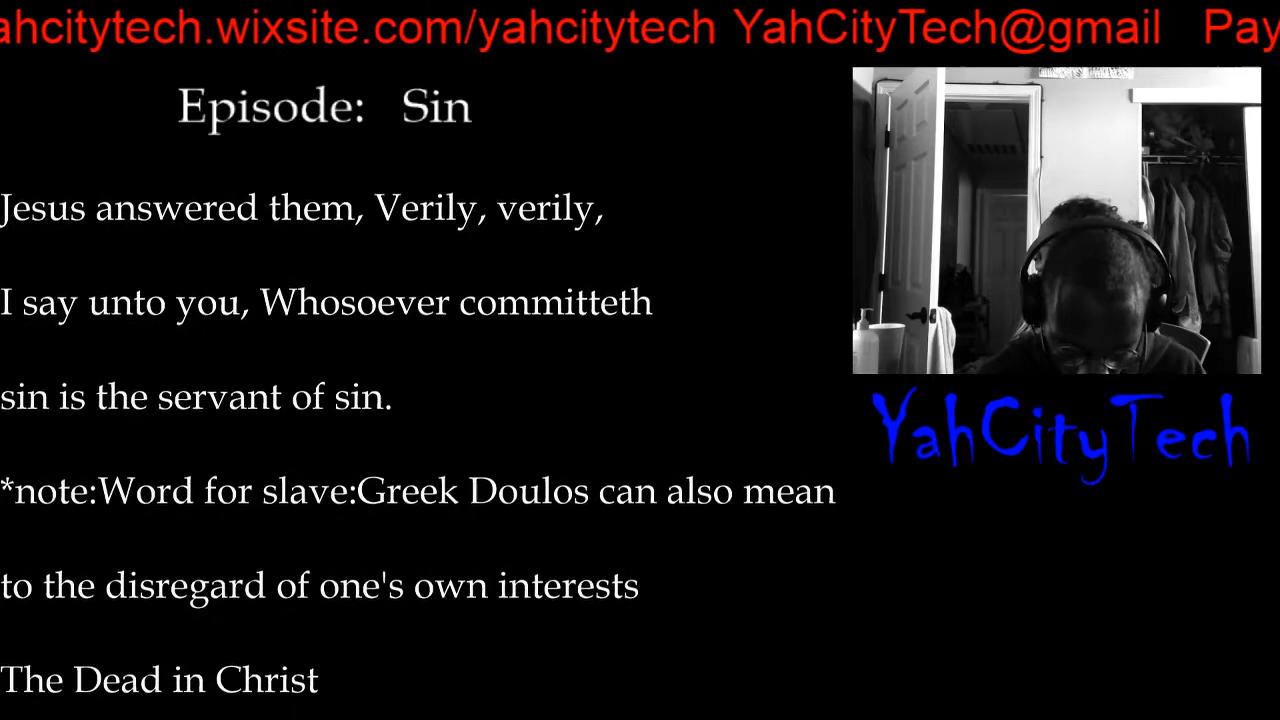 ahcitytech.wixsite.com/yahcitytech YahCityTech@gmail Pay
Episode: Sin
Jesus answered them, Verily, verily,
I say unto you, Whosoever committeth
sin is the servant of sin.
*note:Word for slave:Greek Doulos can also mean
to the disregard of one's own interests
The Dead in Christ
YahCityTech